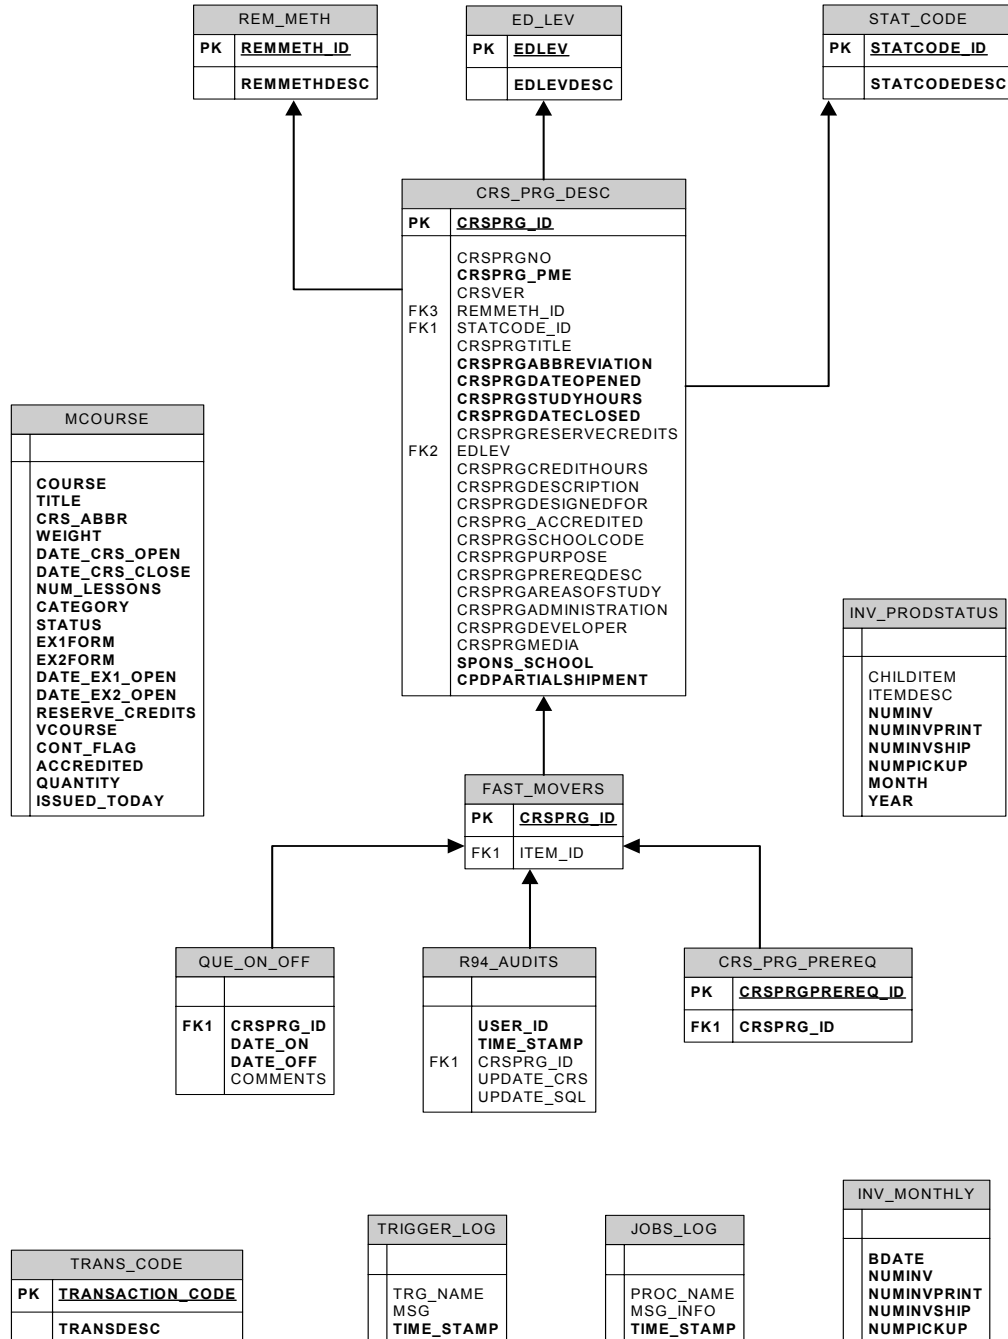 REM_METH
PK REMMETH_ID
REMMETHDESC
ED_LEV
PK EDLEV
EDLEVDESC
STAT_CODE
PK STATCODE_ID
STATCODEDESC
CRS_PRG_DESC
PK CRSPRG_ID
CRSPRGNO
CRSPRG_PME
CRSVER
FK3 REMMETH_ID
FK1 STATCODE_ID
CRSPRGTITLE
CRSPRGABBREVIATION
CRSPRGDATEOPENED
CRSPRGSTUDYHOURS
CRSPRGDATECLOSED
CRSPRGRESERVECREDITS
FK2 EDLEV
CRSPRGCREDITHOURS
CRSPRGDESCRIPTION
CRSPRGDESIGNEDFOR
CRSPRG_ACCREDITED
CRSPRGSCHOOLCODE
CRSPRGPURPOSE
CRSPRGPREREQDESC
CRSPRGAREASOFSTUDY
CRSPRGADMINISTRATION
CRSPRGDEVELOPER
CRSPRGMEDIA
SPONS_SCHOOL
CPDPARTIALSHIPMENT
MCOURSE
COURSE
TITLE
CRS_ABBR
WEIGHT
DATE_CRS_OPEN
DATE_CRS_CLOSE
NUM_LESSONS
CATEGORY
STATUS
EX1FORM
EX2FORM
DATE_EX1_OPEN
DATE_EX2_OPEN
RESERVE_CREDITS
VCOURSE
CONT_FLAG
ACCREDITED
QUANTITY
ISSUED_TODAY
INV_PRODSTATUS
CHILDITEM
ITEMDESC
NUMINV
NUMINVPRINT
NUMINVSHIP
NUMPICKUP
MONTH
YEAR
FAST_MOVERS
PK CRSPRG_ID
FK1 ITEM_ID
QUE_ON_OFF
FK1 CRSPRG_ID
DATE_ON
DATE_OFF
COMMENTS
R94_AUDITS
USER_ID
TIME_STAMP
FK1 CRSPRG_ID
UPDATE_CRS
UPDATE_SQL
CRS_PRG_PREREQ
PK CRSPRGPREREQ_ID
FK1 CRSPRG_ID
TRANS_CODE
PK TRANSACTION_CODE
TRANSDESC
TRIGGER_LOG
TRG_NAME
MSG
TIME_STAMP
JOBS_LOG
PROC_NAME
MSG_INFO
TIME_STAMP
INV_MONTHLY
BDATE
NUMINV
NUMINVPRINT
NUMINVSHIP
NUMPICKUP